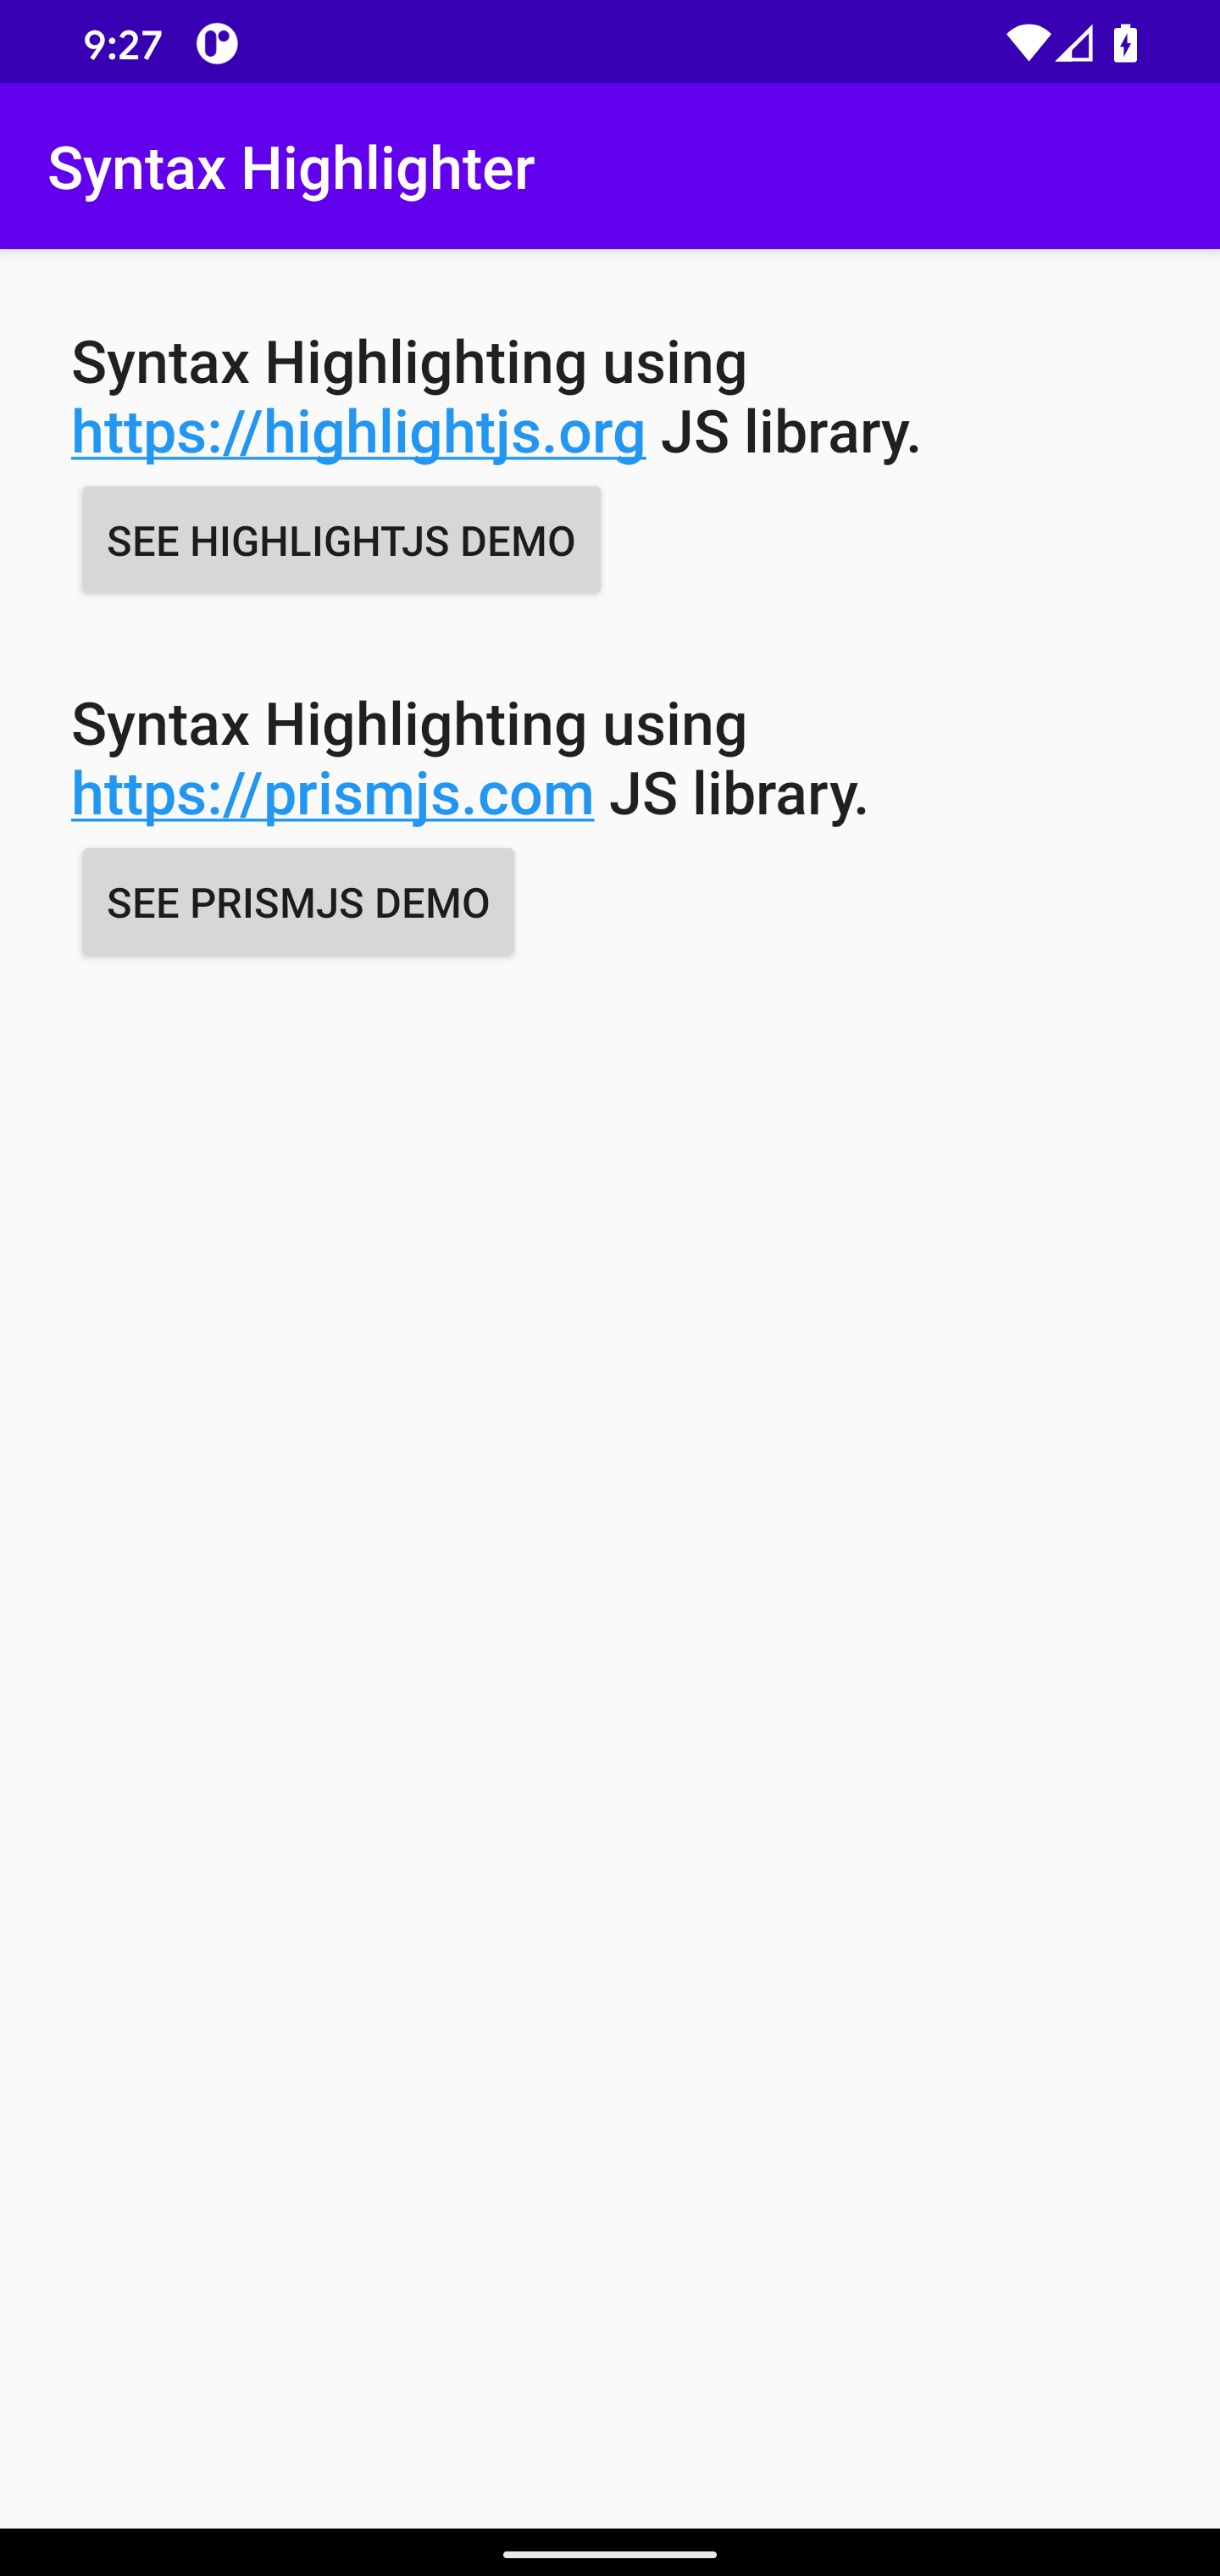 9:27
Syntax Highlighter
Syntax Highlighting using
https://highlightjs.org JS library.
SEE HIGHLIGHTJS DEMO
Syntax Highlighting using
https://prismjs.com JS library.
SEE PRISMJS DEMO